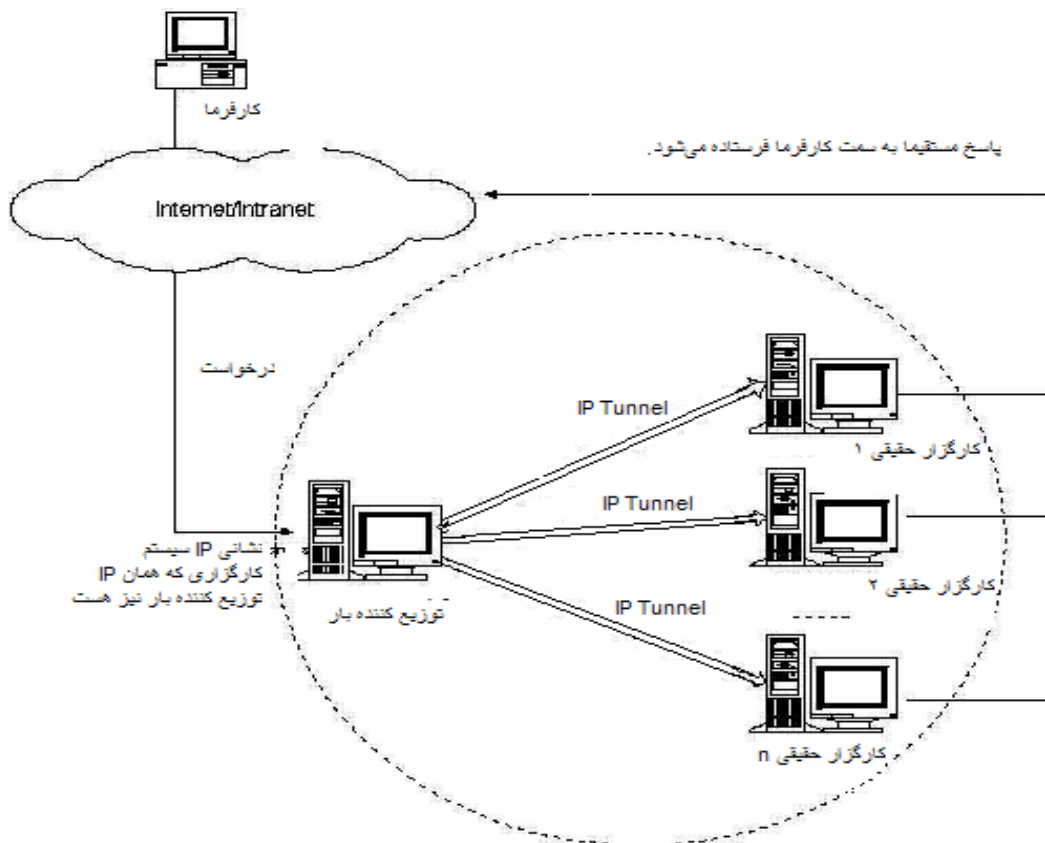 کارفرما
پاسخ مستقیما به سمت کارفرما فرستاده می‌شود.
Internet/Intranet
درخواست
IP Tunnel
کارگزار حقیقی ۱
IP Tunnel
نشانی IP سیستم
کارگزاری که همان IP
توزیع کننده بار نیز هست
توزیع کننده بار
کارگزار حقیقی ۲
IP Tunnel
کارگزار حقیقی n